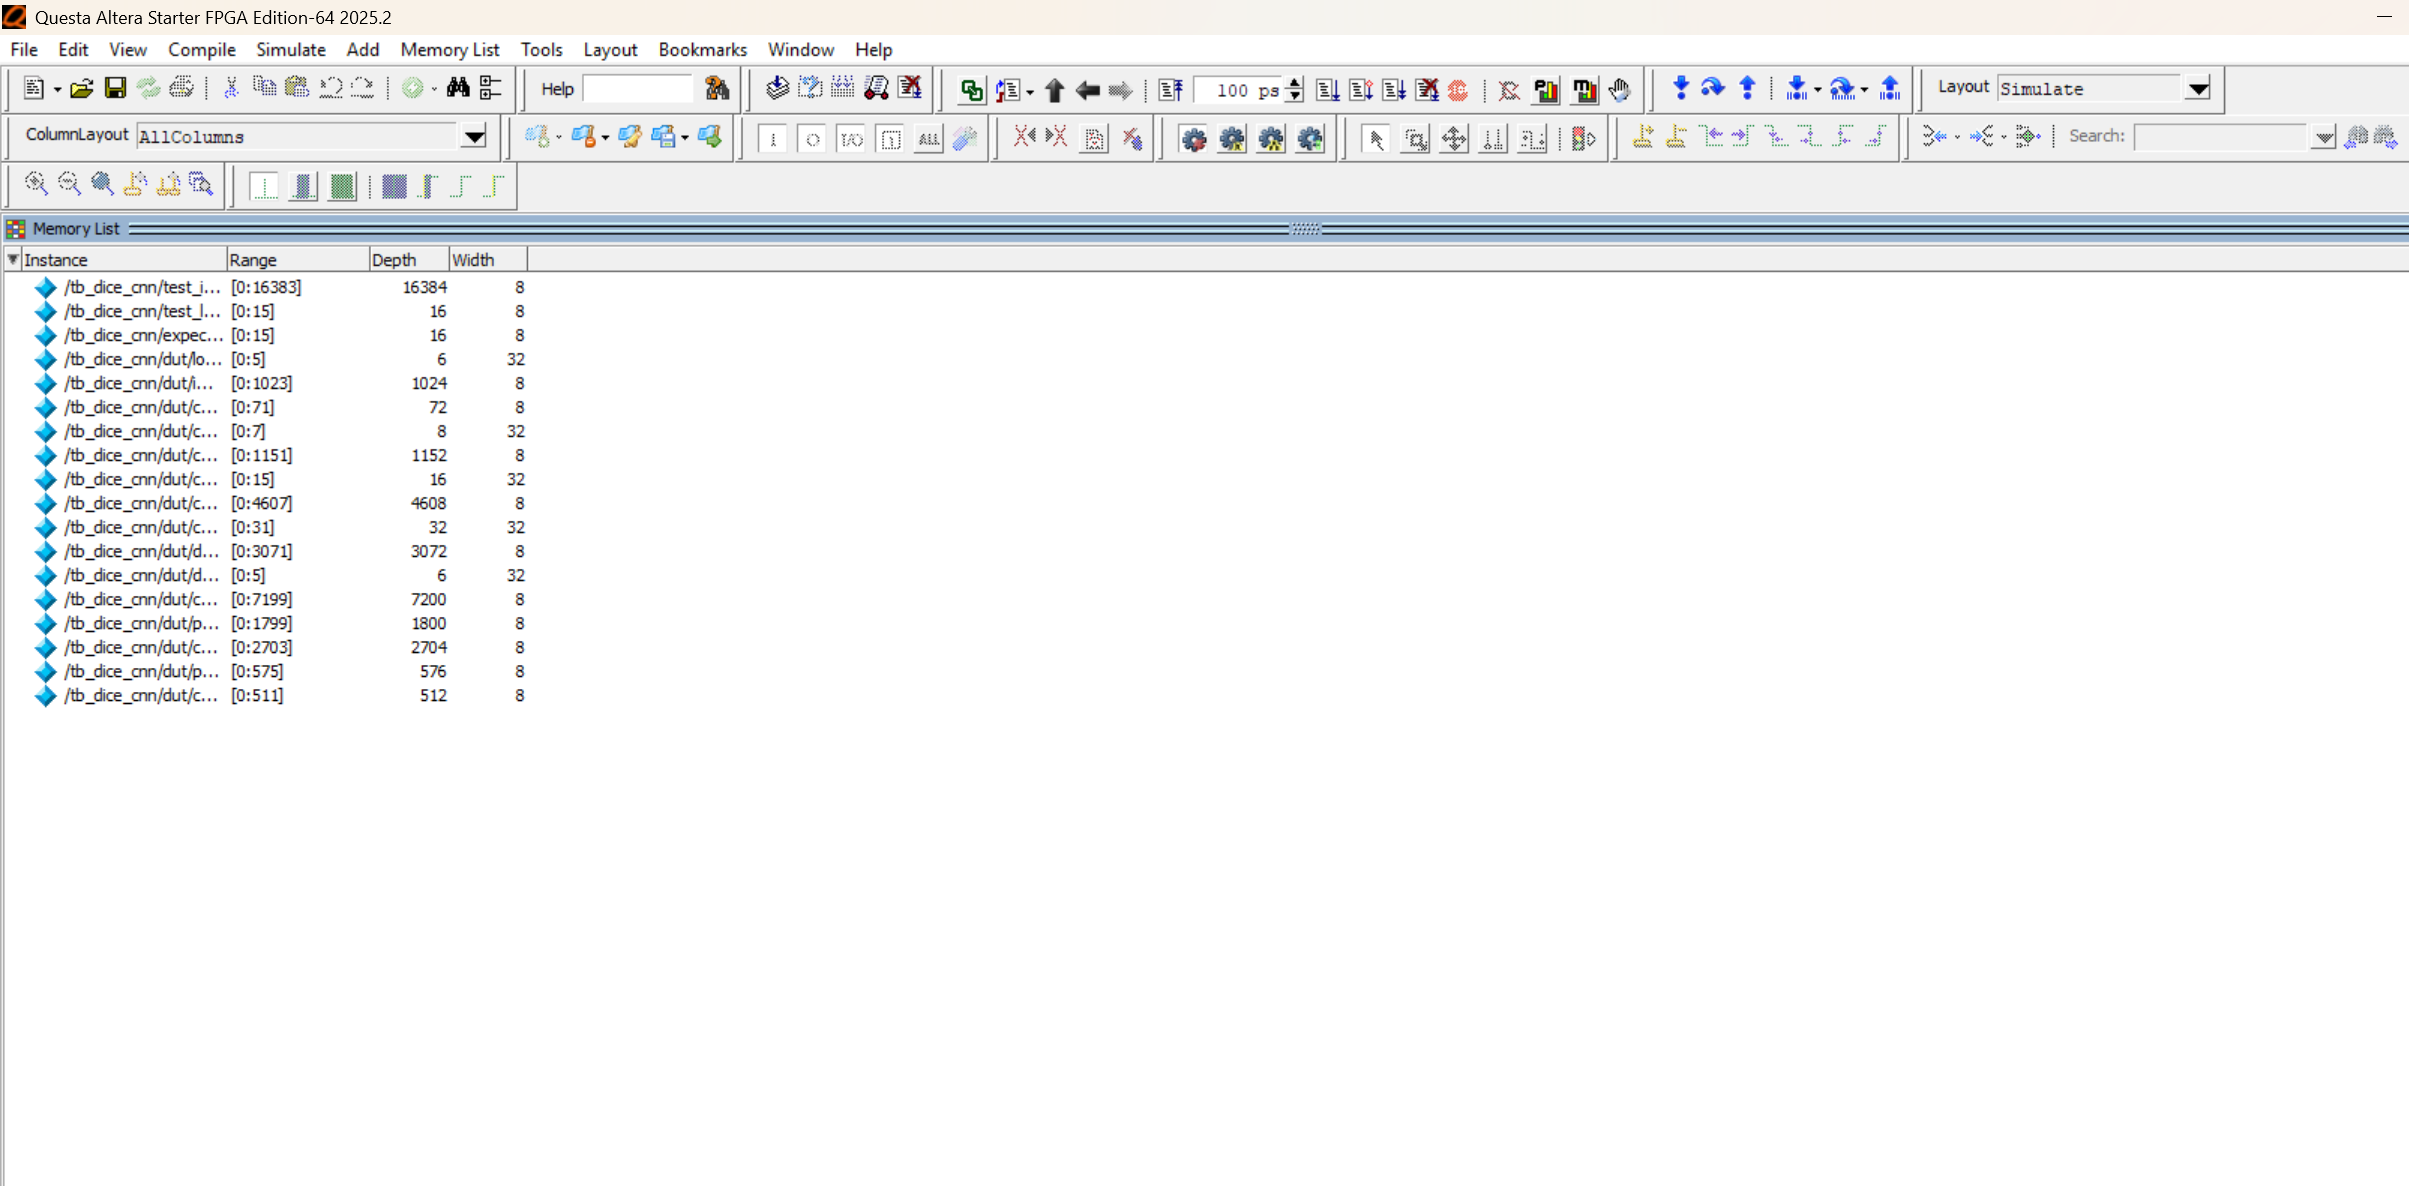 Questa Altera Starter FPGA Edition-64 2025.2
File Edit View Compile Simulate Add Memory List Tools Layout Bookmarks Window Help
Help 100 ps Layout Simulate
ColumnLayout AllColumns I/O ALL Search:
Memory List
Instance Range Depth Width
/tb_dice_cnn/test_i... [0:16383] 16384 8
/tb_dice_cnn/test_l... [0:15] 16 8
/tb_dice_cnn/expec... [0:15] 16 8
/tb_dice_cnn/dut/lo... [0:5] 6 32
/tb_dice_cnn/dut/i... [0:1023] 1024 8
/tb_dice_cnn/dut/c... [0:71] 72 8
/tb_dice_cnn/dut/c... [0:7] 8 32
/tb_dice_cnn/dut/c... [0:1151] 1152 8
/tb_dice_cnn/dut/c... [0:15] 16 32
/tb_dice_cnn/dut/c... [0:4607] 4608 8
/tb_dice_cnn/dut/c... [0:31] 32 32
/tb_dice_cnn/dut/d... [0:3071] 3072 8
/tb_dice_cnn/dut/d... [0:5] 6 32
/tb_dice_cnn/dut/c... [0:7199] 7200 8
/tb_dice_cnn/dut/p... [0:1799] 1800 8
/tb_dice_cnn/dut/c... [0:2703] 2704 8
/tb_dice_cnn/dut/p... [0:575] 576 8
/tb_dice_cnn/dut/c... [0:511] 512 8